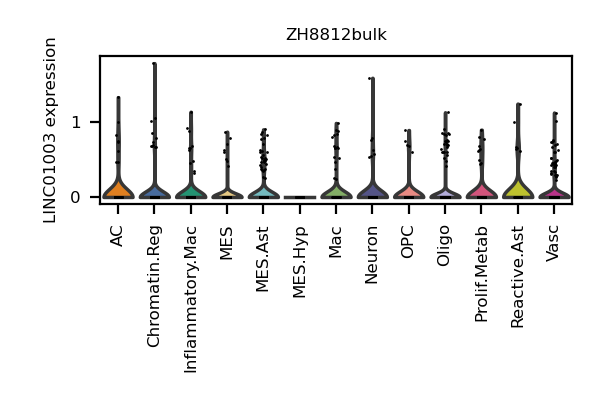 ZH8812bulk
LINC01003 expression
1
0
AC
Chromatin.Reg
Inflammatory.Mac
MES
MES.Ast
MES.Hyp
Mac
Neuron
OPC
Oligo
Prolif.Metab
Reactive.Ast
Vasc